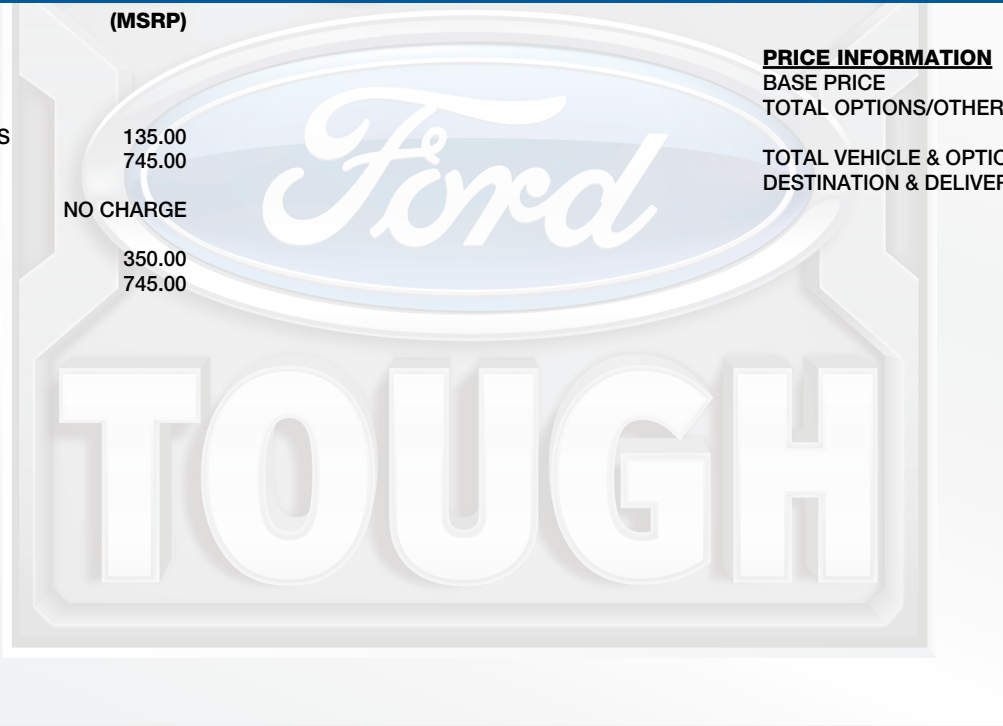 (MSRP)
S 135.00
745.00
NO CHARGE
350.00
745.00
PRICE INFORMATION
BASE PRICE
TOTAL OPTIONS/OTHER
TOTAL VEHICLE & OPTIO
DESTINATION & DELIVER
Ford
TOUGH